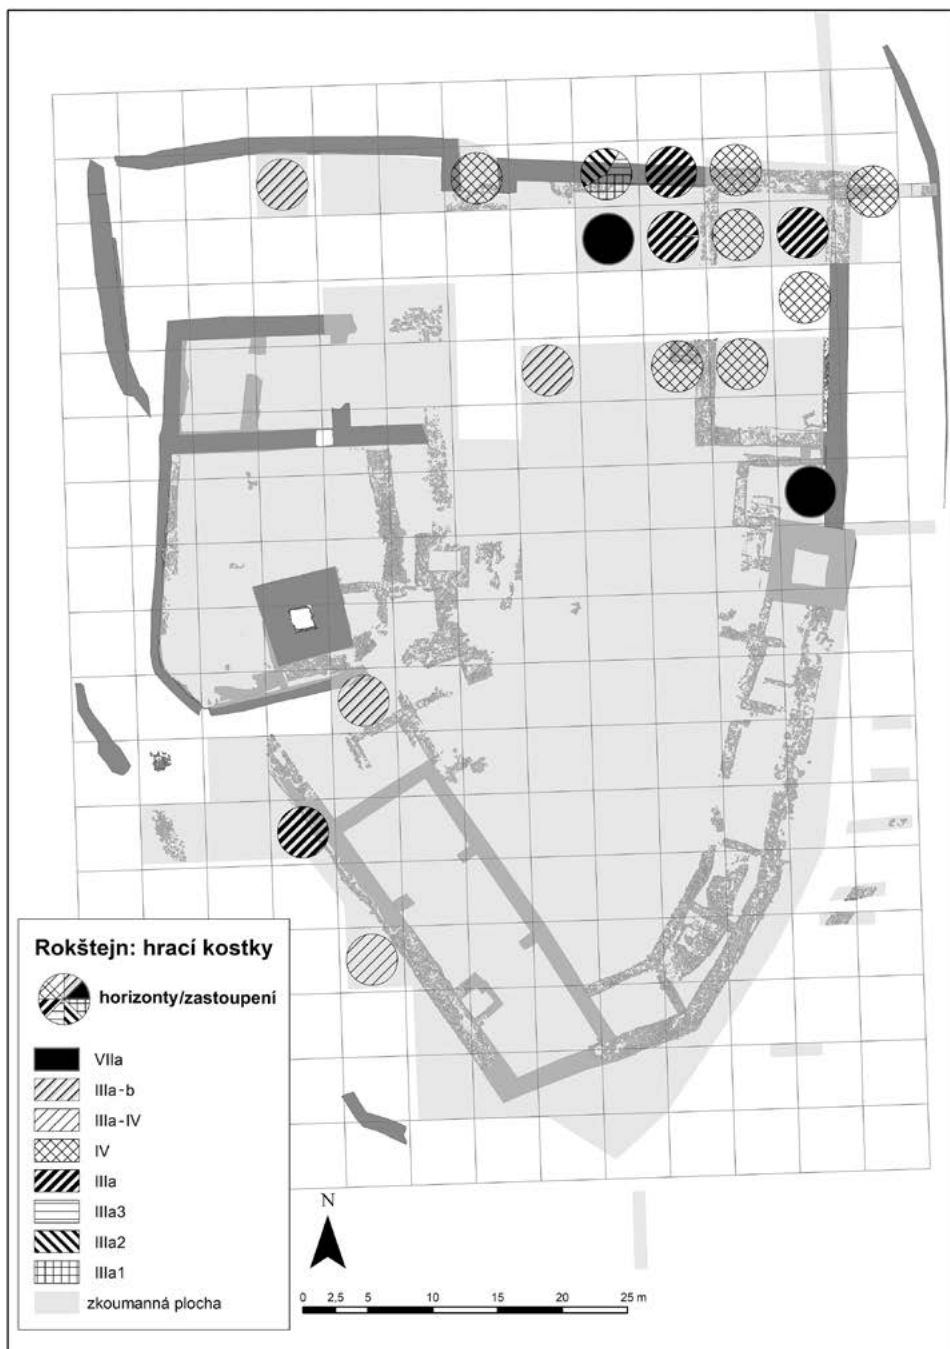 Rokštejn: hrací kostky
horizonty/zastoupení
VIIa
IIIa-b
IIIa-IV
IV
IIIa
IIIa3
IIIa2
IIIa1
zkoumanná plocha
N
0 2,5 5 10 15 20 25 m